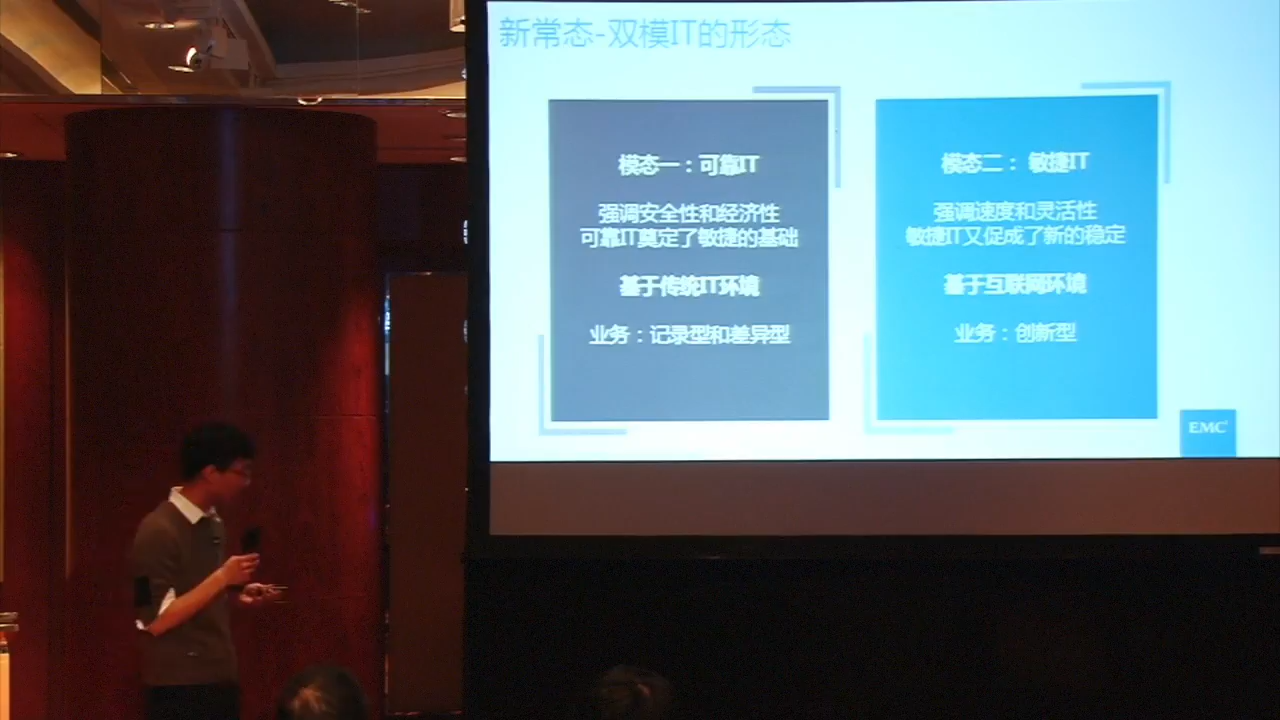 新常态-双模IT的形态
模态一：可靠IT
强调安全性和经济性
可靠IT奠定了敏捷的基础
基于传统IT环境
业务：记录型和差异型
模态二： 敏捷IT
强调速度和灵活性
敏捷IT又促成了新的稳定
基于互联网环境
业务：创新型
EMC²